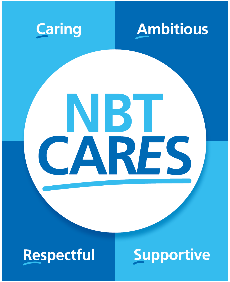 Caring
Ambitious
NBT
CARES
Respectful
Supportive